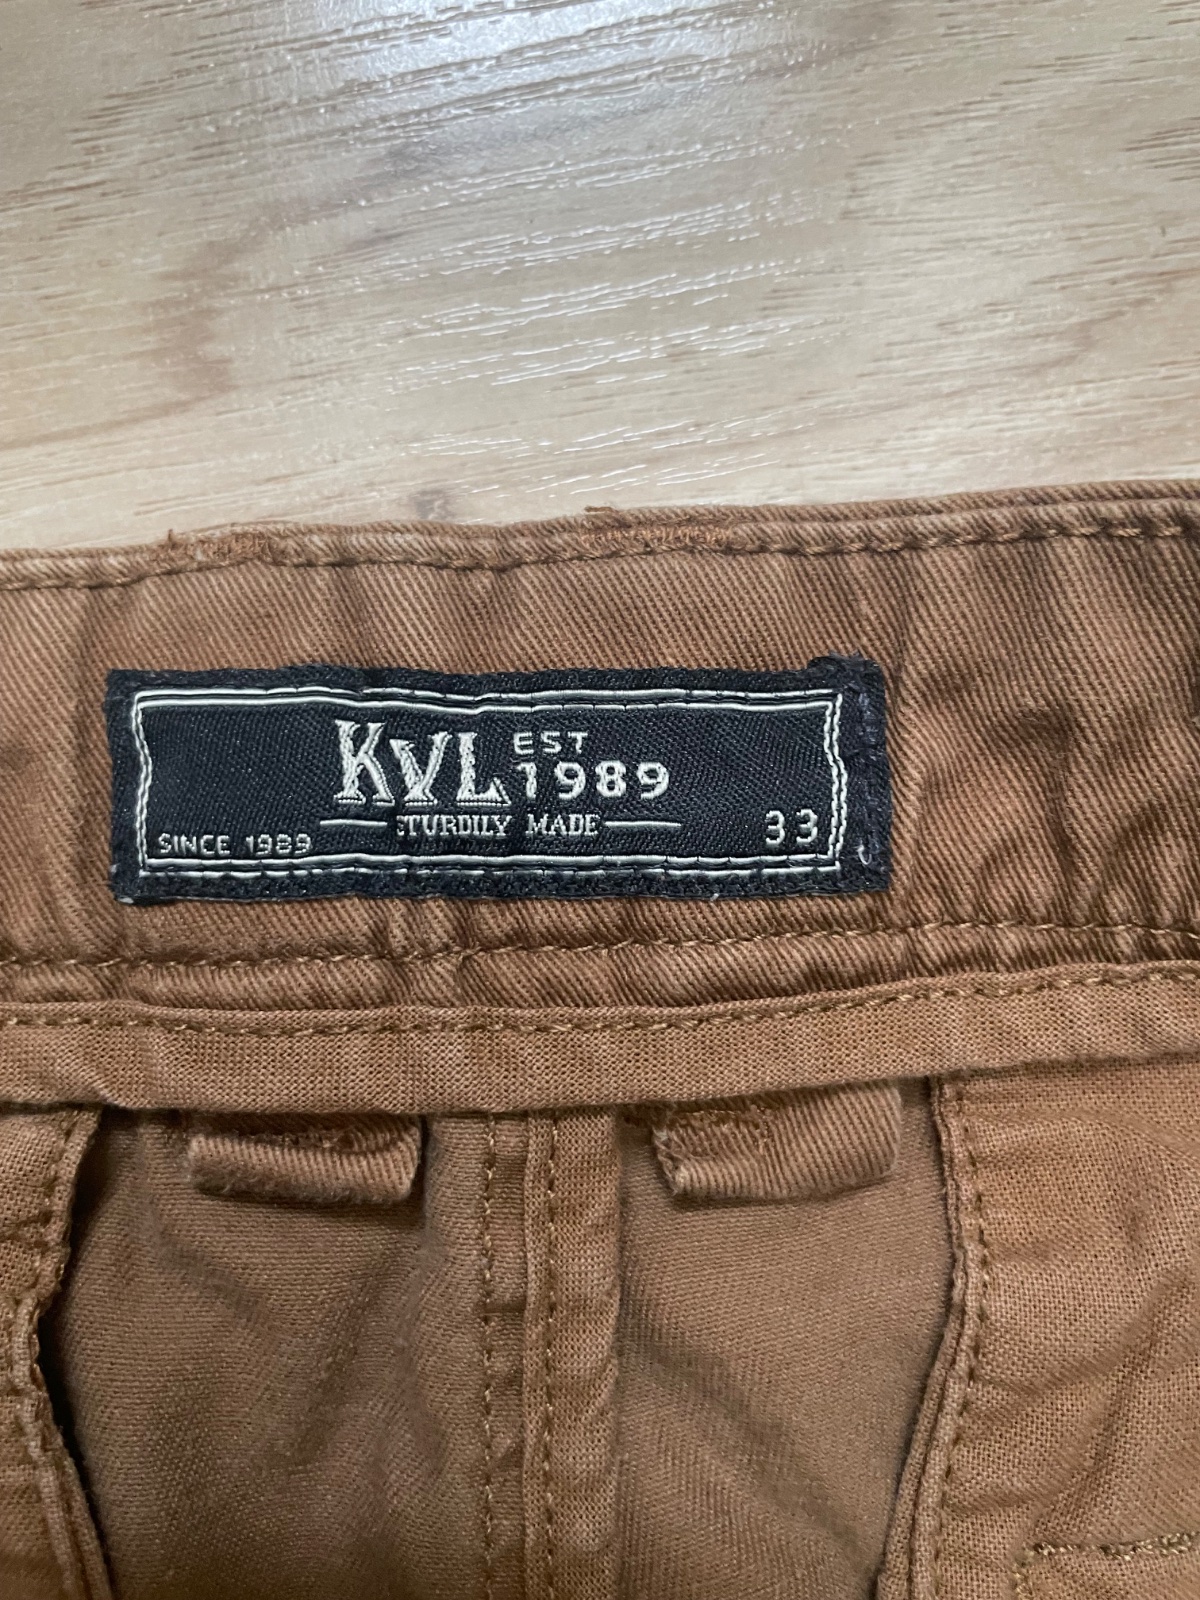 KVL EST
1989
STURDILY MADE
SINCE 1989
33